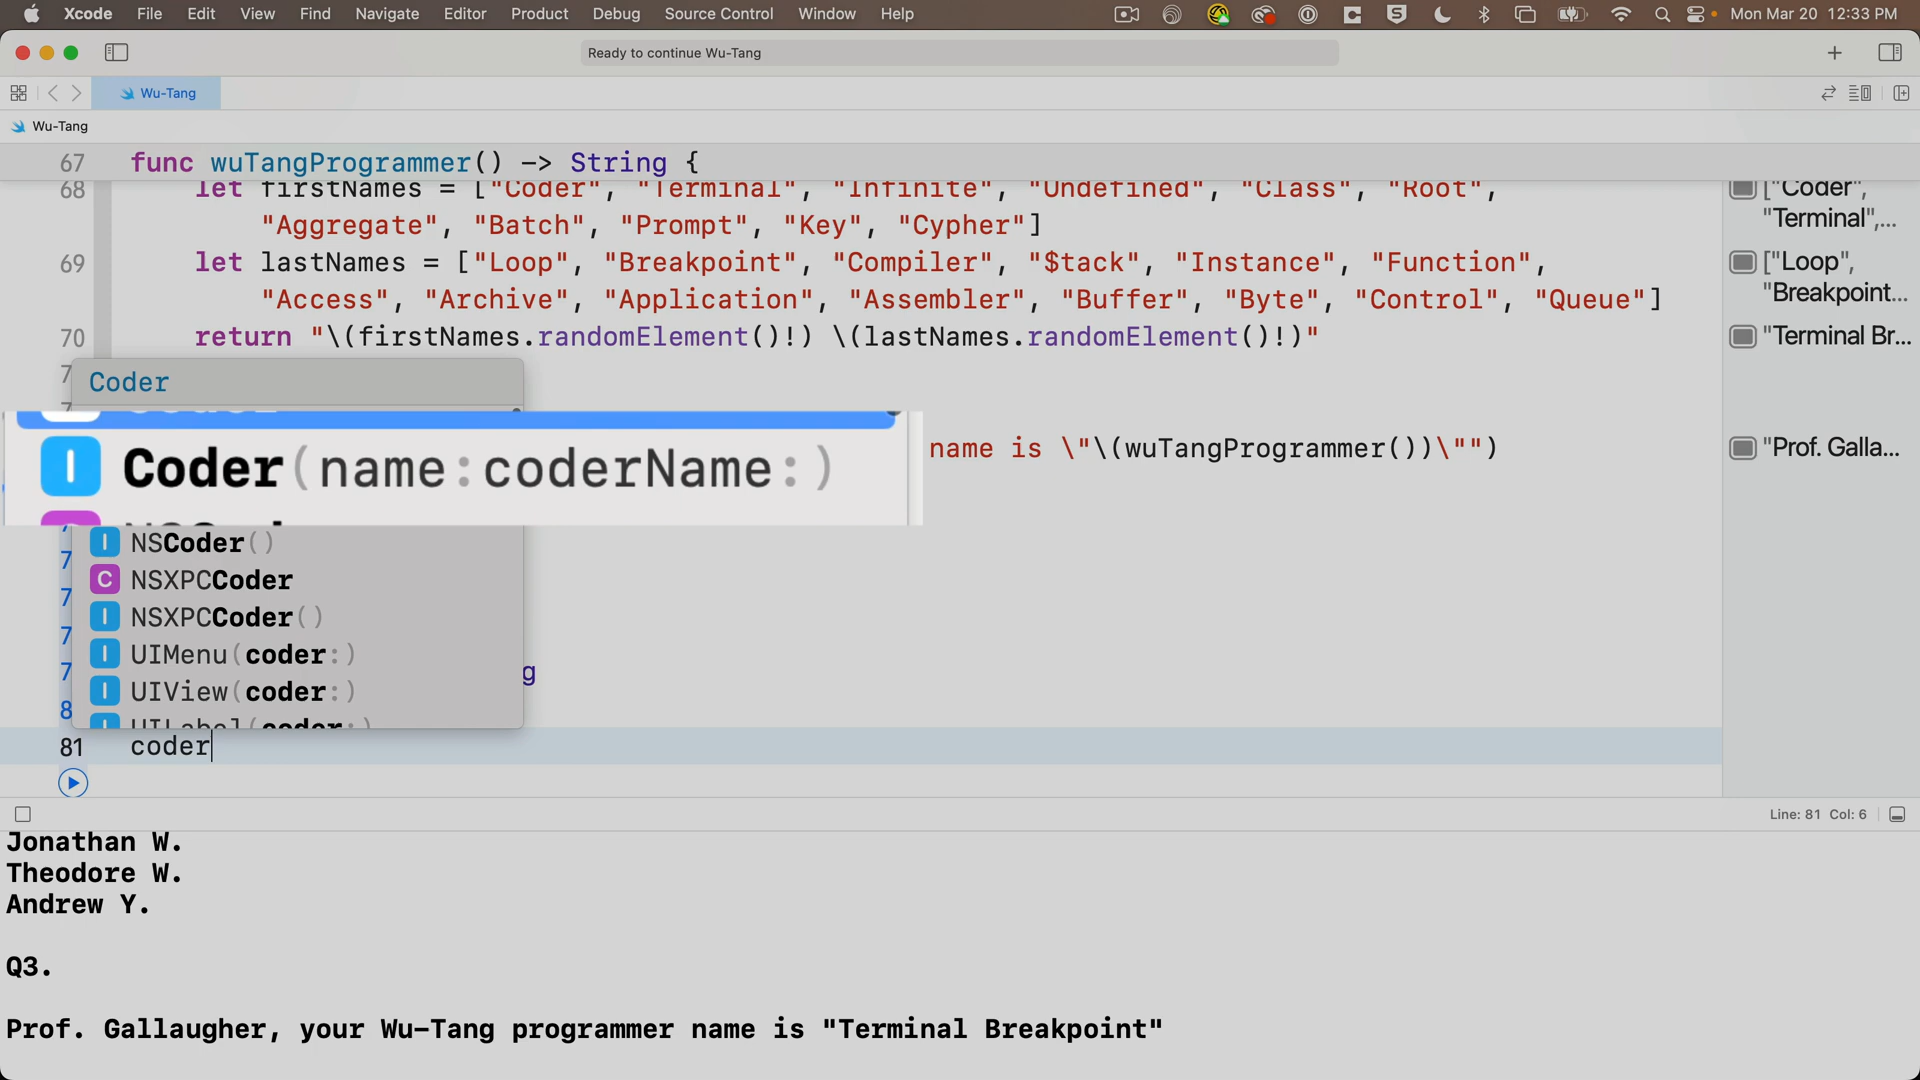 Xcode File Edit View Find Navigate Editor Product Debug Source Control Window Help Mon Mar 20 12:33 PM
Ready to continue Wu-Tang
Wu-Tang
Wu-Tang
67 func wuTangProgrammer() -> String {
68 let firstNames = ["Coder", "Terminal", "Infinite", "Undefined", "Class", "Root",
"Aggregate", "Batch", "Prompt", "Key", "Cypher"]
69 let lastNames = ["Loop", "Breakpoint", "Compiler", "$tack", "Instance", "Function",
"Access", "Archive", "Application", "Assembler", "Buffer", "Byte", "Control", "Queue"]
70 return "\(firstNames.randomElement()!) \(lastNames.randomElement()!)"
["Coder",
"Terminal",...
["Loop",
"Breakpoint...
"Terminal Br...
Coder
I Coder(name:coderName:)
name is \"\(wuTangProgrammer())\"")
"Prof. Galla...
I NSCoder()
C NSXPCCoder
I NSXPCCoder()
I UIMenu(coder:)
I UIView(coder:)
I UILabel(coder:)
g
81 coder
Line: 81 Col: 6
Jonathan W.
Theodore W.
Andrew Y.
Q3.
Prof. Gallaugher, your Wu-Tang programmer name is "Terminal Breakpoint"